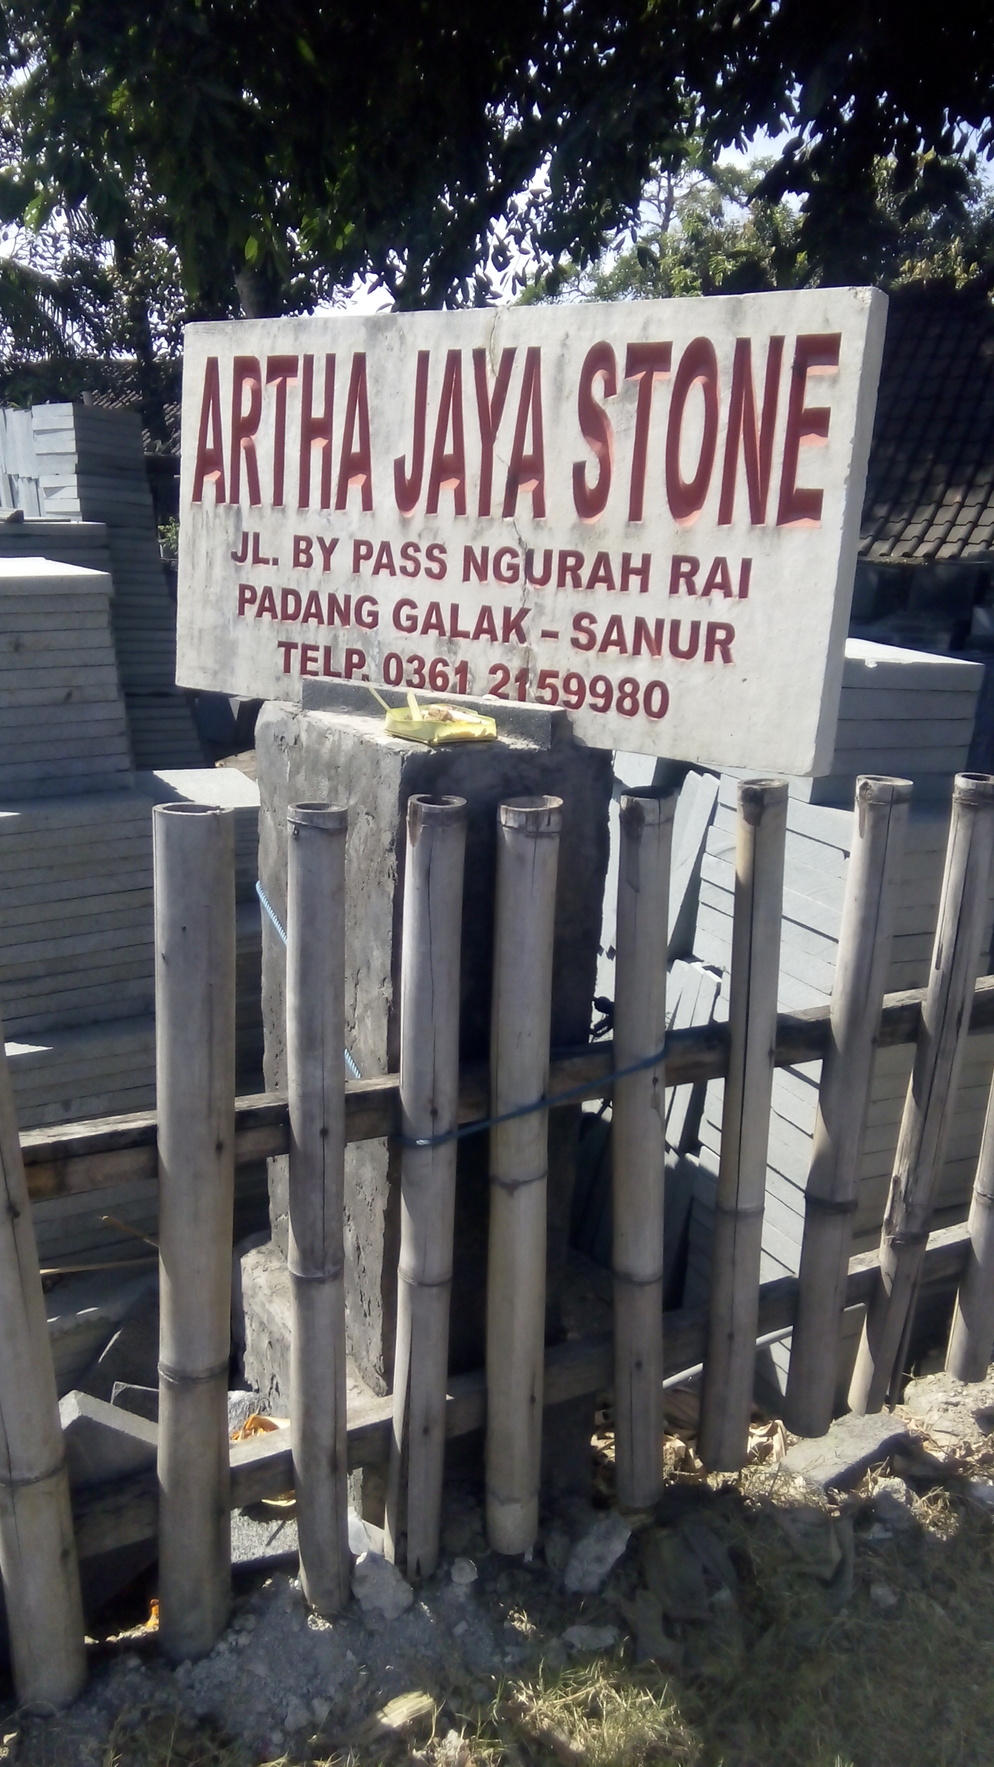 ARTHA JAYA STONE
JL. BY PASS NGURAH RAI
PADANG GALAK - SANUR
TELP. 0361 2159980